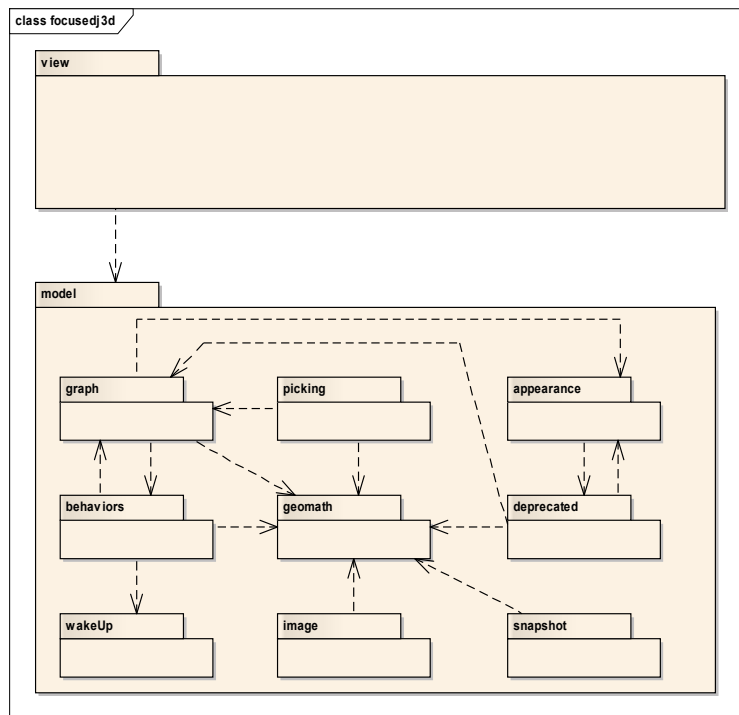 class focusedj3d
view
model
graph
picking
appearance
behaviors
geomath
deprecated
wakeUp
image
snapshot